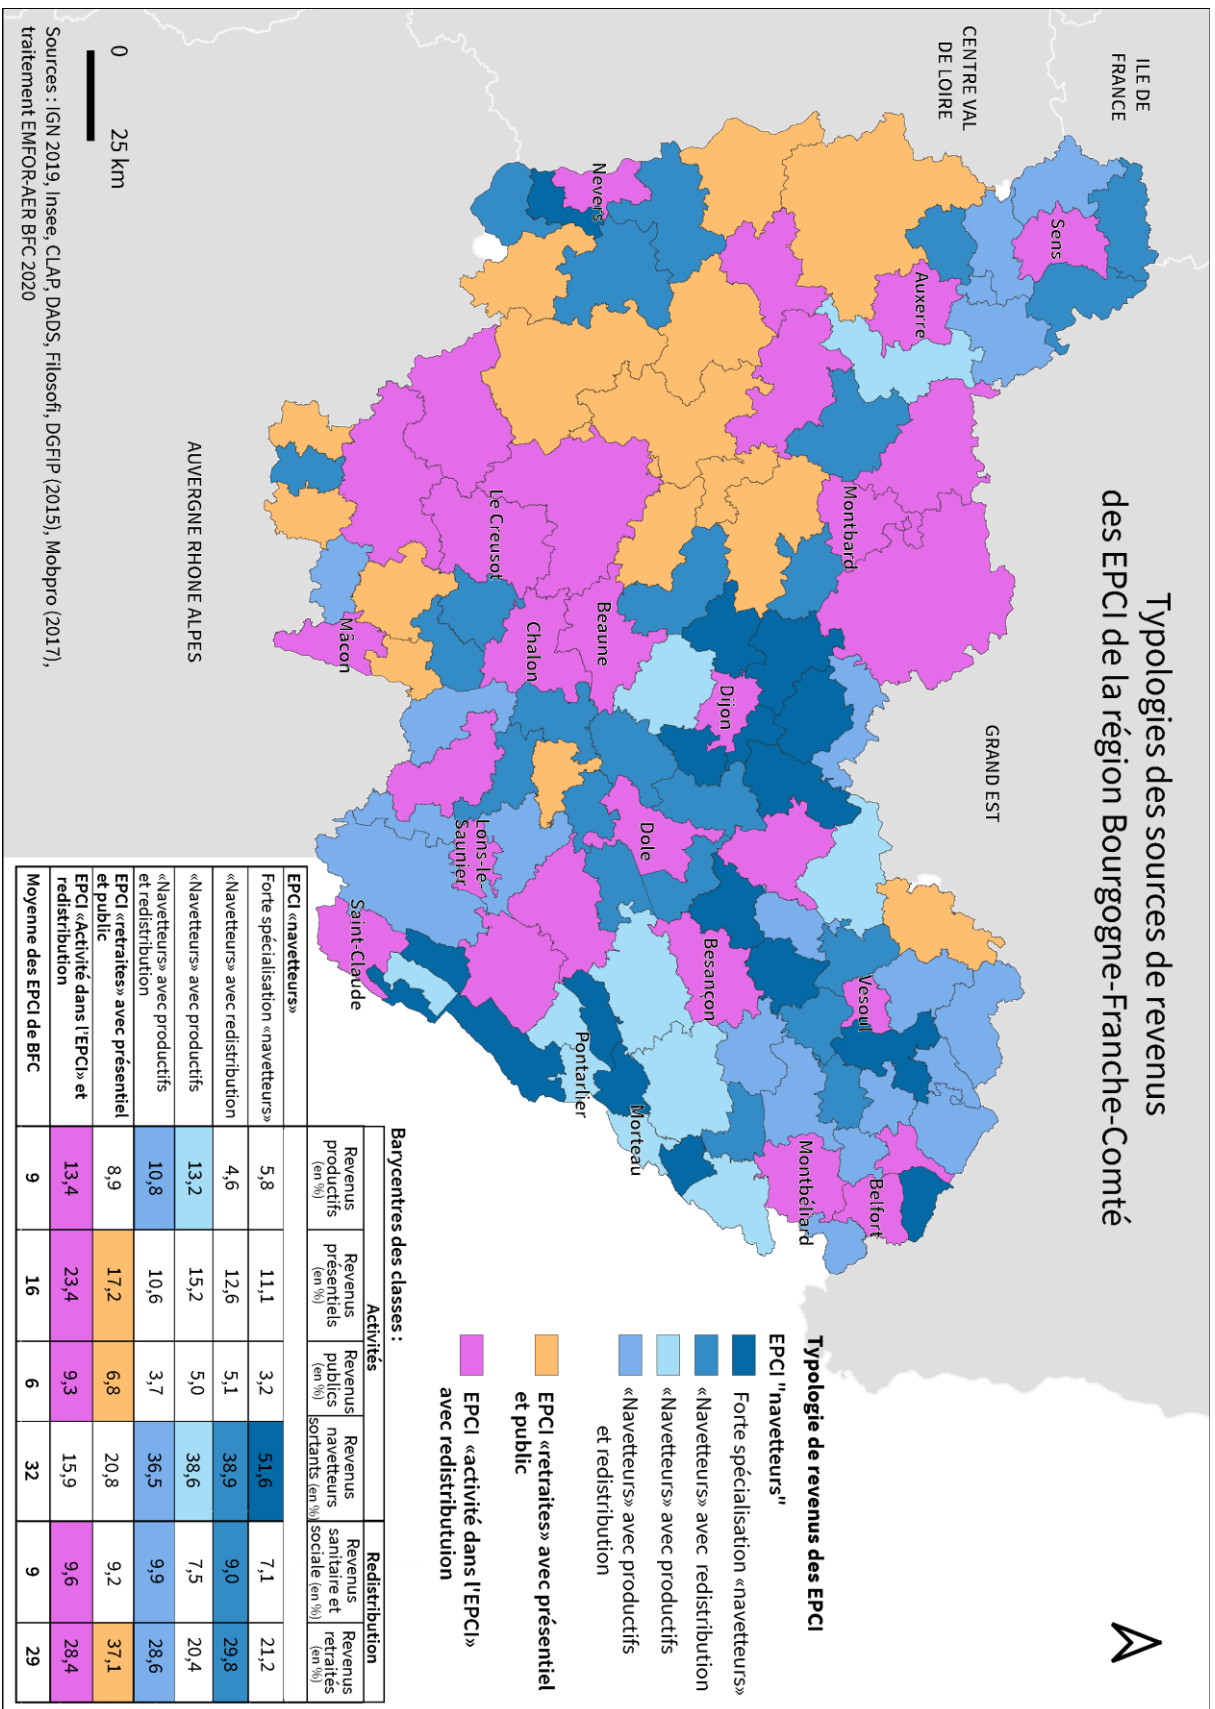 Typologies des sources de revenus
des EPCI de la région Bourgogne-Franche-Comté
ILE DE
FRANCE
CENTRE VAL
DE LOIRE
GRAND EST
AUVERGNE RHONE ALPES
Sens
Auxerre
Montbard
Nevers
Le Creusot
Beaune
Chalon
Mâcon
Dijon
Dole
Lons-le-
Saunier
Saint-Claude
Besançon
Vesoul
Pontarlier
Morteau
Montbéliard
Belfort
Typologie de revenus des EPCI
EPCI "navetteurs"
Forte spécialisation «navetteurs»
«Navetteurs» avec redistribution
«Navetteurs» avec productifs
«Navetteurs» avec productifs
et redistribution
EPCI «retraites» avec présentiel
et public
EPCI «activité dans l'EPCI»
avec redistributuion
0 25 km
Sources : IGN 2019, Insee, CLAP, DADS, Filosofi, DGFIP (2015), Mobpro (2017),
traitement EMFOR-AER BFC 2020
Barycentres des classes :
Activités Redistribution
Revenus productifs (en %) Revenus présentiels (en %) Revenus publics (en %) Revenus navetteurs sortants (en %) Revenus sanitaire et sociale (en %) Revenus retraités (en %)
EPCI «navetteurs»
Forte spécialisation «navetteurs» 5,8 11,1 3,2 51,6 7,1 21,2
«Navetteurs» avec redistribution 4,6 12,6 5,1 38,9 9,0 29,8
«Navetteurs» avec productifs 13,2 15,2 5,0 38,6 7,5 20,4
«Navetteurs» avec productifs
et redistribution 10,8 10,6 3,7 36,5 9,9 28,6
EPCI «retraites» avec présentiel
et public 8,9 17,2 6,8 20,8 9,2 37,1
EPCI «Activité dans l'EPCI» et
redistribution 13,4 23,4 9,3 15,9 9,6 28,4
Moyenne des EPCI de BFC 9 16 6 32 9 29